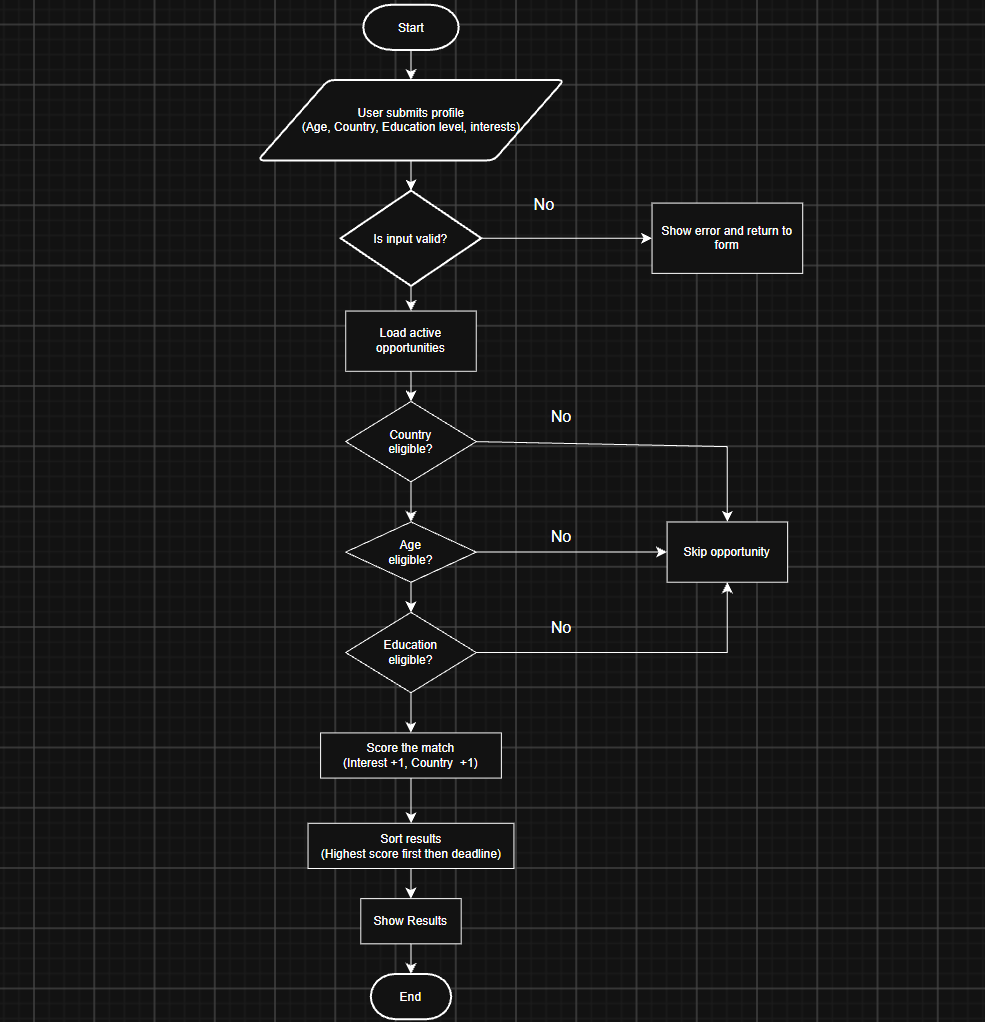 Start
User submits profile
(Age, Country, Education level, interests)
No
Is input valid?
Show error and return to
form
Load active
opportunities
No
Country
eligible?
No
Age
eligible?
Skip opportunity
No
Education
eligible?
Score the match
(Interest +1, Country  +1)
Sort results
(Highest score first then deadline)
Show Results
End